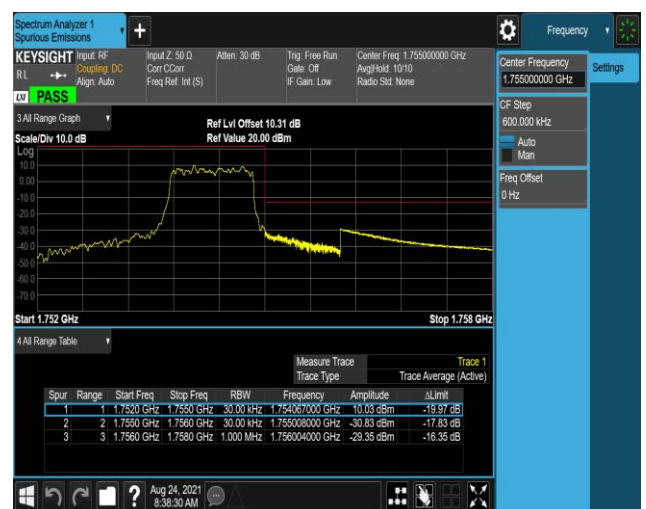 Spectrum Analyzer 1
Spurious Emissions
Frequency
KEYSIGHT Input: RF Input Z: 50 Ω Atten: 30 dB Trig: Free Run Center Freq: 1.755000000 GHz
RL Coupling: DC Corr CCorr Gate: Off Avg|Hold: 10/10
Align: Auto Freq Ref: Int (S) IF Gain: Low Radio Std: None
LXI PASS
Center Frequency
1.755000000 GHz
Settings
CF Step
600.000 kHz
Auto
Man
Freq Offset
0 Hz
3 All Range Graph
Ref Lvl Offset 10.31 dB
Scale/Div 10.0 dB Ref Value 20.00 dBm
Log
10.0
0.00
-10.0
-20.0
-30.0
-40.0
-50.0
-60.0
-70.0
Start 1.752 GHz Stop 1.758 GHz
4 All Range Table
Measure Trace Trace 1
Trace Type Trace Average (Active)
Spur Range Start Freq Stop Freq RBW Frequency Amplitude ΔLimit
1 1 1.7520 GHz 1.7550 GHz 30.00 kHz 1.754067000 GHz 10.03 dBm -19.97 dB
2 2 1.7550 GHz 1.7560 GHz 30.00 kHz 1.755008000 GHz -30.83 dBm -17.83 dB
3 3 1.7560 GHz 1.7580 GHz 1.000 MHz 1.756004000 GHz -29.35 dBm -16.35 dB
Aug 24, 2021
8:38:30 AM